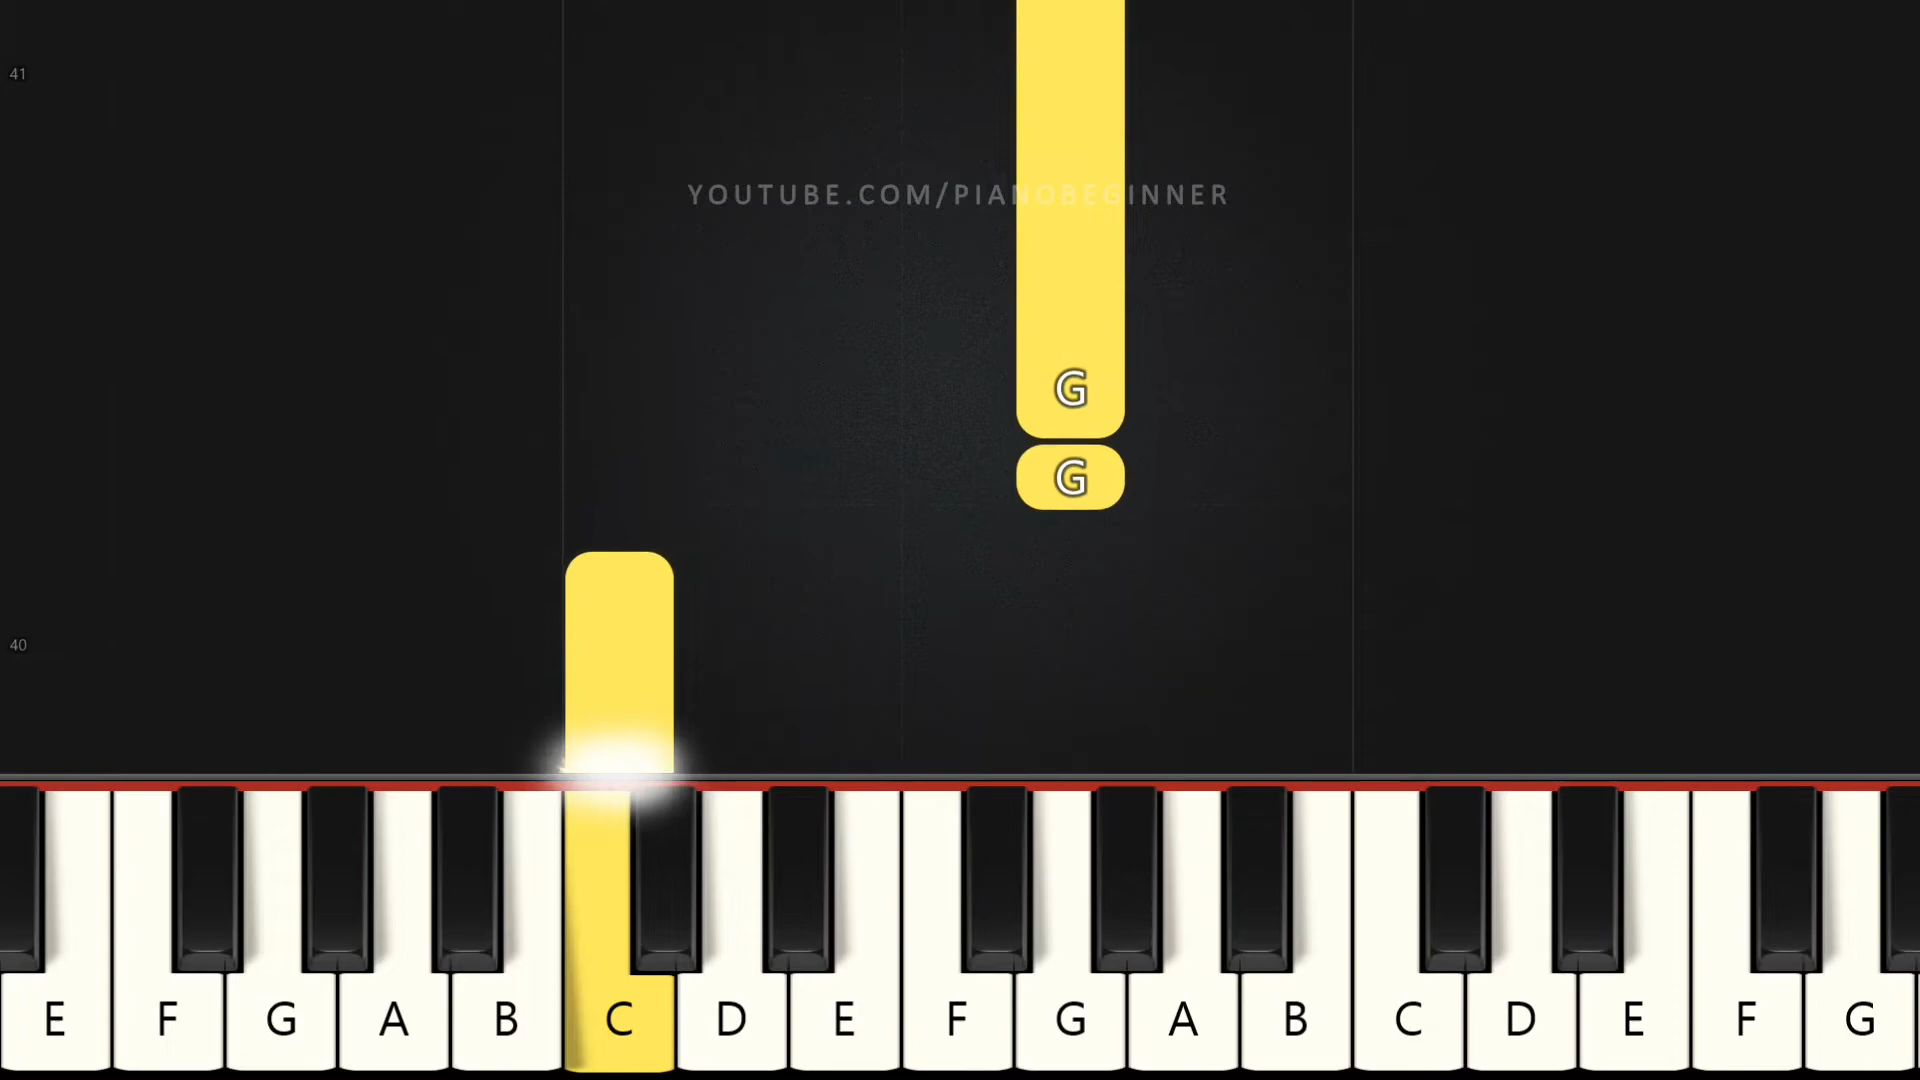 41
YOUTUBE.COM/PIANOBEGINNER
G
G
40
E F G A B C D E F G A B C D E F G